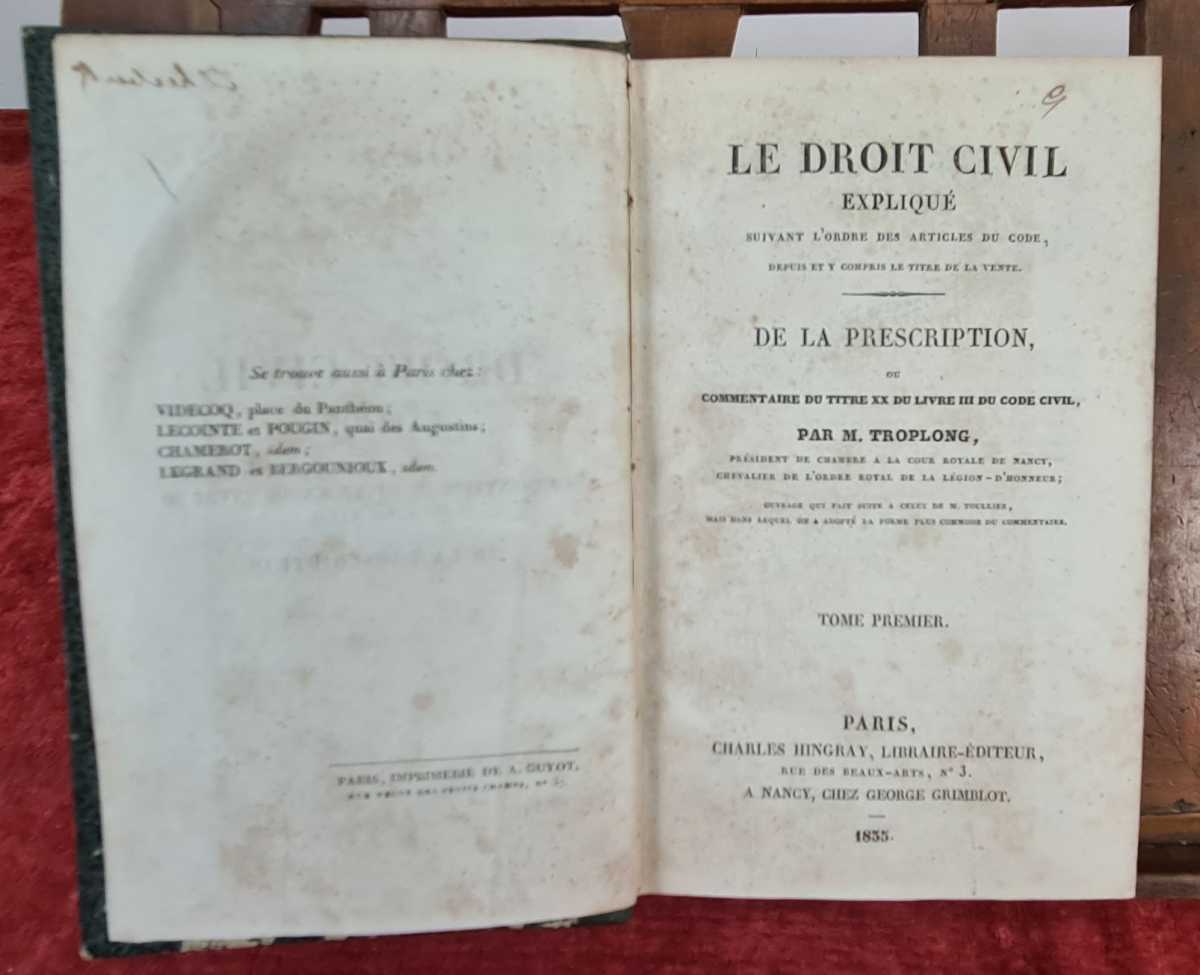 Se trouve aussi à Paris chez:
VIDECOQ, place du Panthéon;
LECOINTE et POUGIN, quai des Augustins;
CHAMEROT, idem;
LEGRAND et BERGOUNIOUX, idem.
PARIS, IMPRIMERIE DE A. GUYOT,
LE DROIT CIVIL
EXPLIQUÉ
SUIVANT L'ORDRE DES ARTICLES DU CODE,
DEPUIS ET Y COMPRIS LE TITRE DE LA VENTE.
DE LA PRESCRIPTION,
OU
COMMENTAIRE DU TITRE XX DU LIVRE III DU CODE CIVIL,
PAR M. TROPLONG,
PRÉSIDENT DE CHAMBRE A LA COUR ROYALE DE NANCY,
CHEVALIER DE L'ORDRE ROYAL DE LA LÉGION-D'HONNEUR;
OUVRAGE QUI FAIT SUITE A CELUI DE M. TOULLIER,
MAIS DANS LEQUEL ON A ADOPTÉ LA FORME PLUS COMMODE DU COMMENTAIRE.
TOME PREMIER.
PARIS,
CHARLES HINGRAY, LIBRAIRE-ÉDITEUR,
RUE DES BEAUX-ARTS, N° 3.
A NANCY, CHEZ GEORGE GRIMBLOT.
1835.